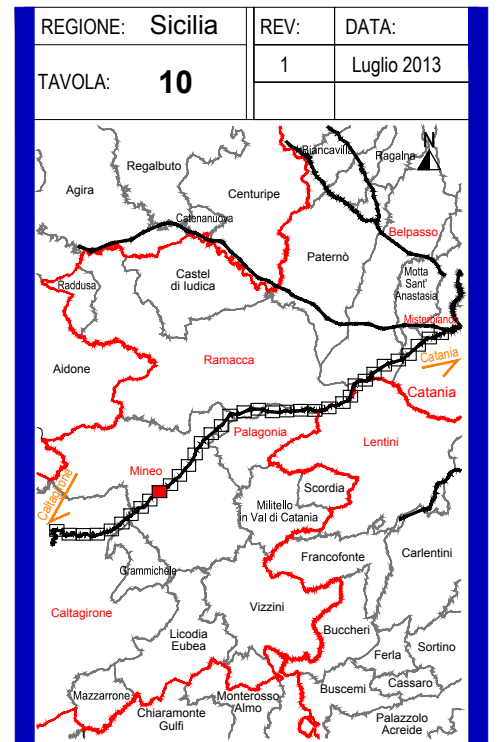 REGIONE: Sicilia
REV:
DATA:
TAVOLA: 10
1
Luglio 2013
N
Biancavilla
Ragalna
Regalbuto
Agira
Centuripe
Catenanuova
Belpasso
Paternò
Castel
di Iudica
Motta
Sant'
Anastasia
Raddusa
Misterbianco
Ramacca
Catania
Aidone
Catania
Palagonia
Lentini
Mineo
Caltagirone
Scordia
Militello
in Val di Catania
Francofonte
Carlentini
Grammichele
Caltagirone
Vizzini
Licodia
Eubea
Buccheri
Ferla
Sortino
Cassaro
Buscemi
Mazzarrone
Monterosso
Almo
Chiaramonte
Gulfi
Palazzolo
Acreide